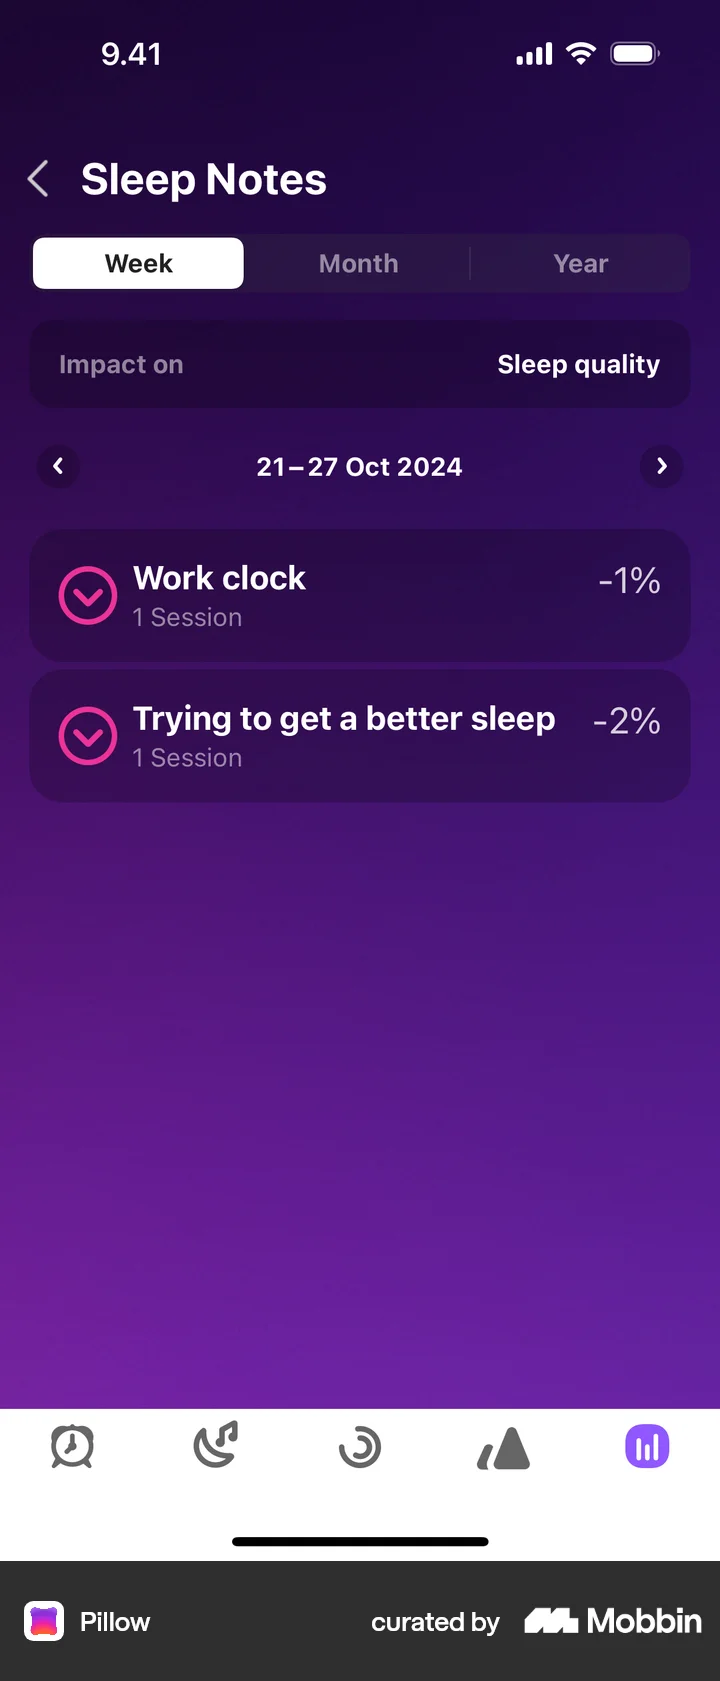 9.41
Sleep Notes
Week Month Year
Impact on Sleep quality
21–27 Oct 2024
Work clock -1%
1 Session
Trying to get a better sleep -2%
1 Session
Pillow curated by Mobbin